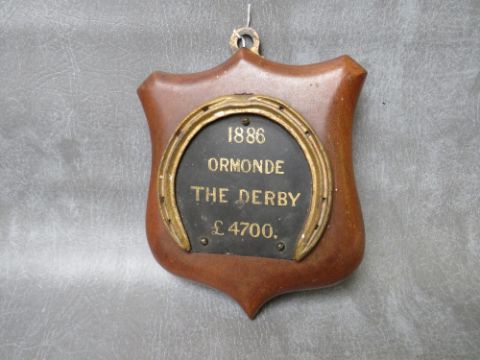 1886
ORMONDE
THE DERBY
£4700.